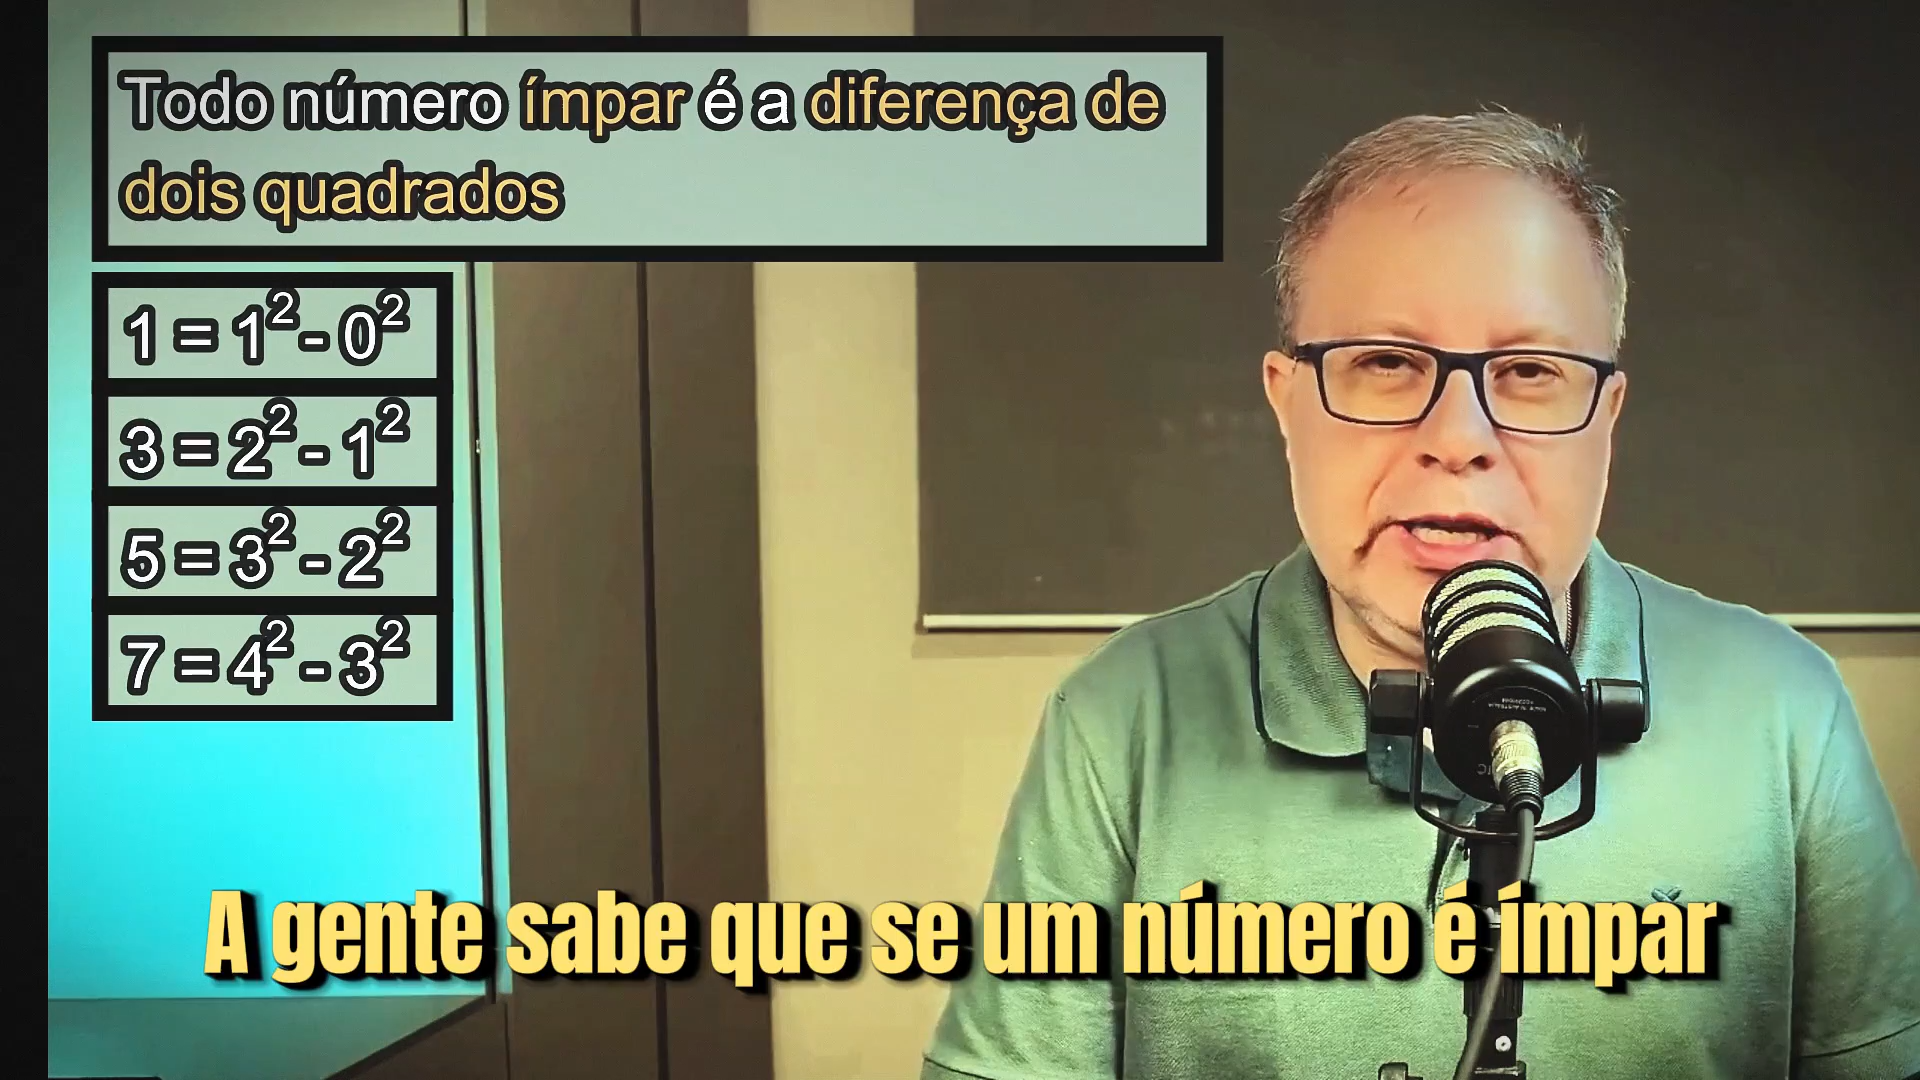 Todo número ímpar é a diferença de
dois quadrados
1 = 1² - 0²
3 = 2² - 1²
5 = 3² - 2²
7 = 4² - 3²
A gente sabe que se um número é ímpar